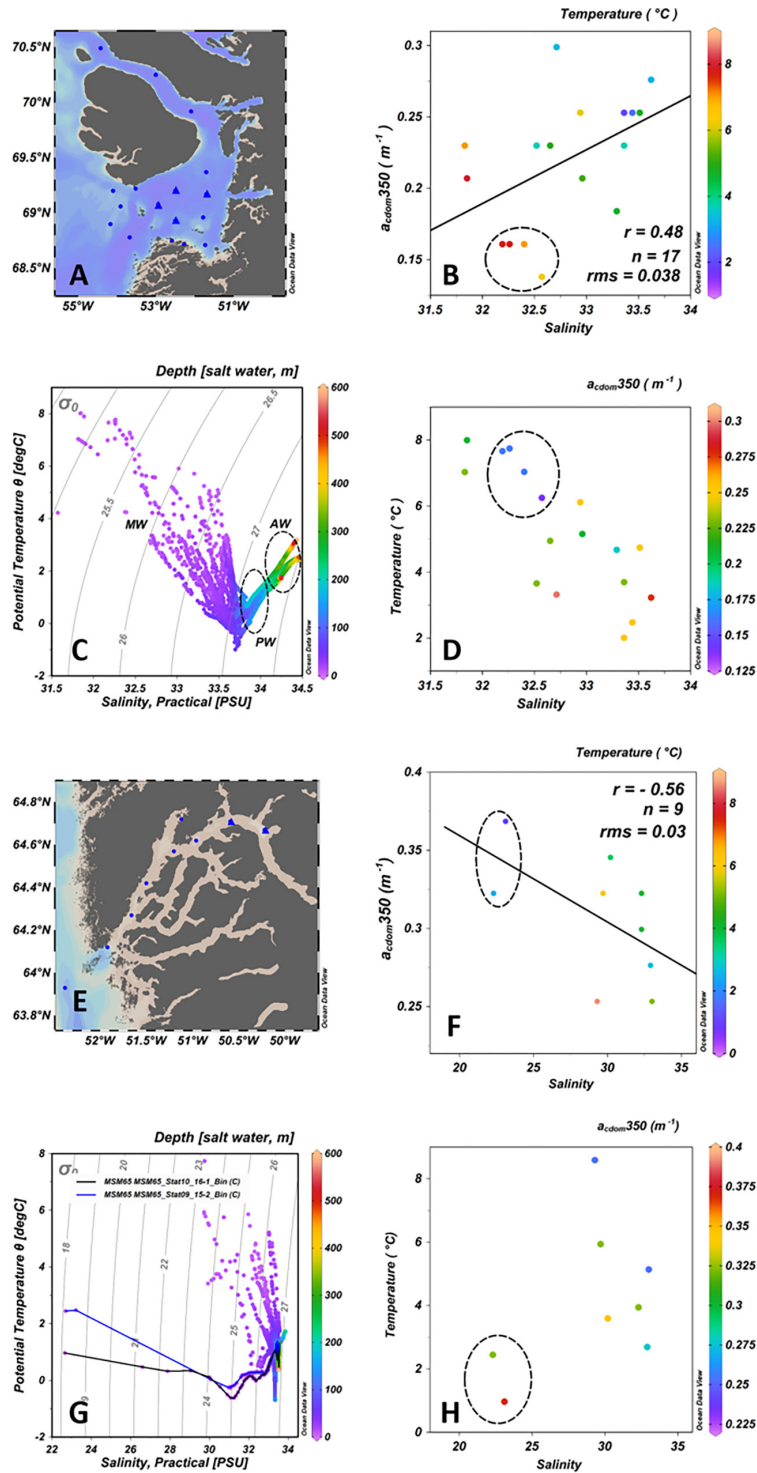 70.5°N
70°N
69.5°N
69°N
68.5°N
55°W 53°W 51°W
A
Ocean Data View
Temperature ( °C )
0.3
0.25
0.2
0.15
acdom350 ( m⁻¹ )
r = 0.48
n = 17
rms = 0.038
B
31.5 32 32.5 33 33.5 34
Salinity
8
6
4
2
Ocean Data View
Depth [salt water, m]
σ0
8
6
4
2
0
-2
Potential Temperature θ [degC]
25.5
26
26.5
27
MW
AW
PW
C
31.5 32 32.5 33 33.5 34 34.5
Salinity, Practical [PSU]
600
500
400
300
200
100
0
Ocean Data View
acdom350 ( m⁻¹ )
8
6
4
2
Temperature ( °C )
D
31.5 32 32.5 33 33.5 34
Salinity
0.3
0.275
0.25
0.225
0.2
0.175
0.15
0.125
Ocean Data View
64.8°N
64.6°N
64.4°N
64.2°N
64°N
63.8°N
52°W 51.5°W 51°W 50.5°W 50°W
E
Ocean Data View
Temperature ( °C)
0.4
0.35
0.3
0.25
acdom350 (m⁻¹)
r = - 0.56
n = 9
rms = 0.03
F
20 25 30 35
Salinity
8
6
4
2
0
Ocean Data View
Depth [salt water, m]
σ0
MSM65 MSM65_Stat10_16-1_Bin (C)
MSM65 MSM65_Stat09_15-2_Bin (C)
8
6
4
2
0
-2
Potential Temperature θ [degC]
18
20
21
22
23
24
25
26
27
G
22 24 26 28 30 32 34
Salinity, Practical [PSU]
600
500
400
300
200
100
0
Ocean Data View
acdom350 (m⁻¹)
8
6
4
2
0
Temperature ( °C)
H
20 25 30 35
Salinity
0.4
0.375
0.35
0.325
0.3
0.275
0.25
0.225
Ocean Data View